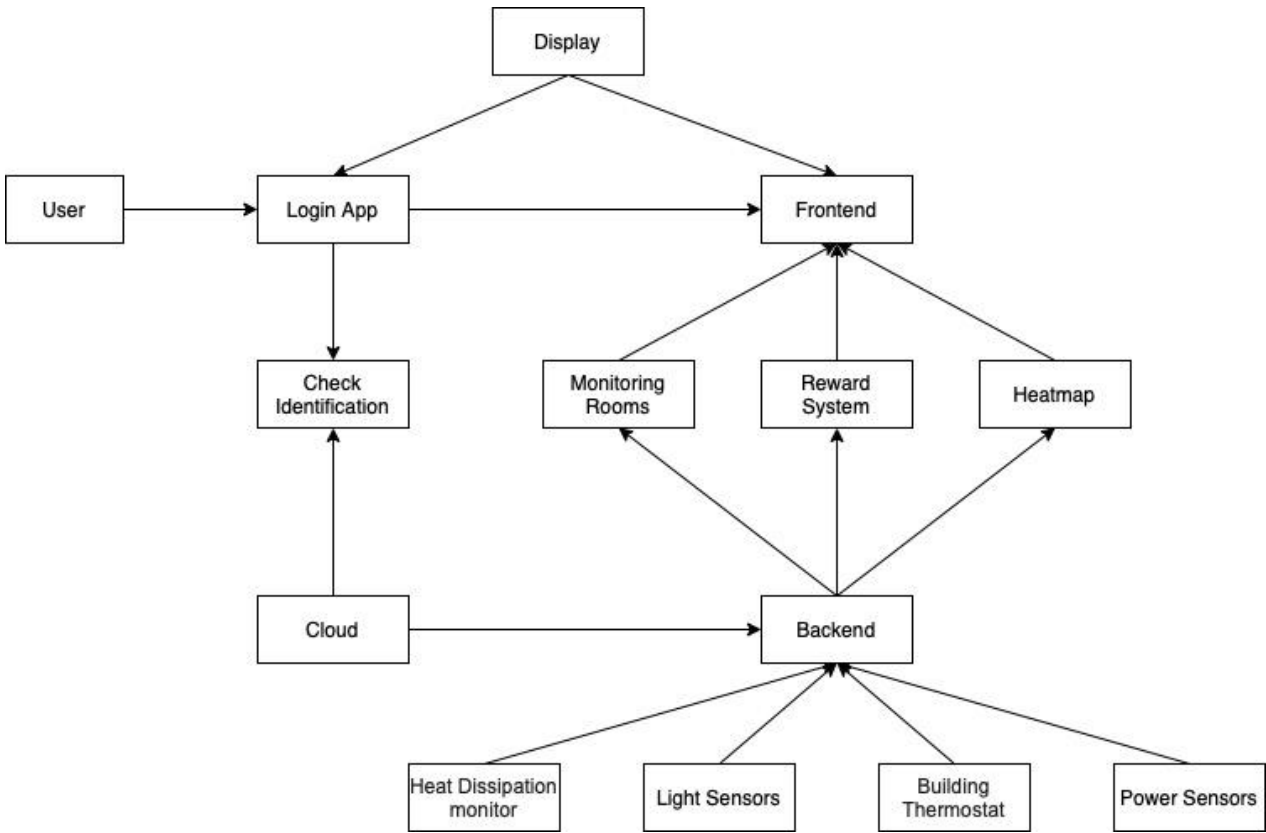 Display
User
Login App
Frontend
Check
Identification
Monitoring
Rooms
Reward
System
Heatmap
Cloud
Backend
Heat Dissipation
monitor
Light Sensors
Building
Thermostat
Power Sensors